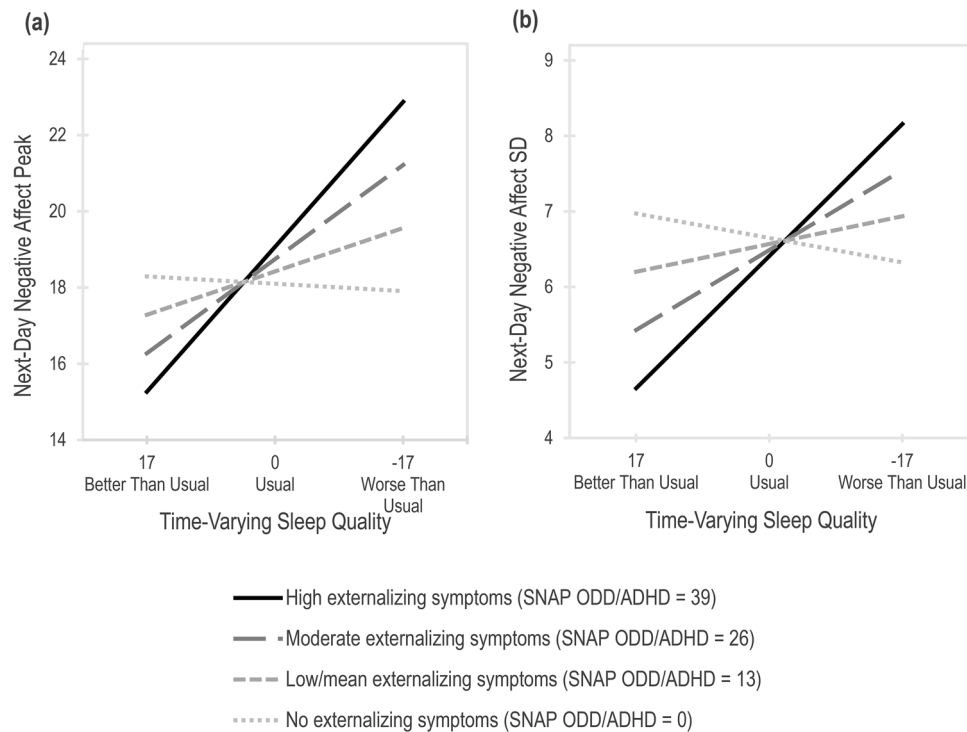 (a)
Next-Day Negative Affect Peak
24
22
20
18
16
14
17
0
-17
Better Than Usual
Usual
Worse Than
Usual
Time-Varying Sleep Quality
(b)
Next-Day Negative Affect SD
9
8
7
6
5
4
17
0
-17
Better Than Usual
Usual
Worse Than Usual
Time-Varying Sleep Quality
High externalizing symptoms (SNAP ODD/ADHD = 39)
Moderate externalizing symptoms (SNAP ODD/ADHD = 26)
Low/mean externalizing symptoms (SNAP ODD/ADHD = 13)
No externalizing symptoms (SNAP ODD/ADHD = 0)